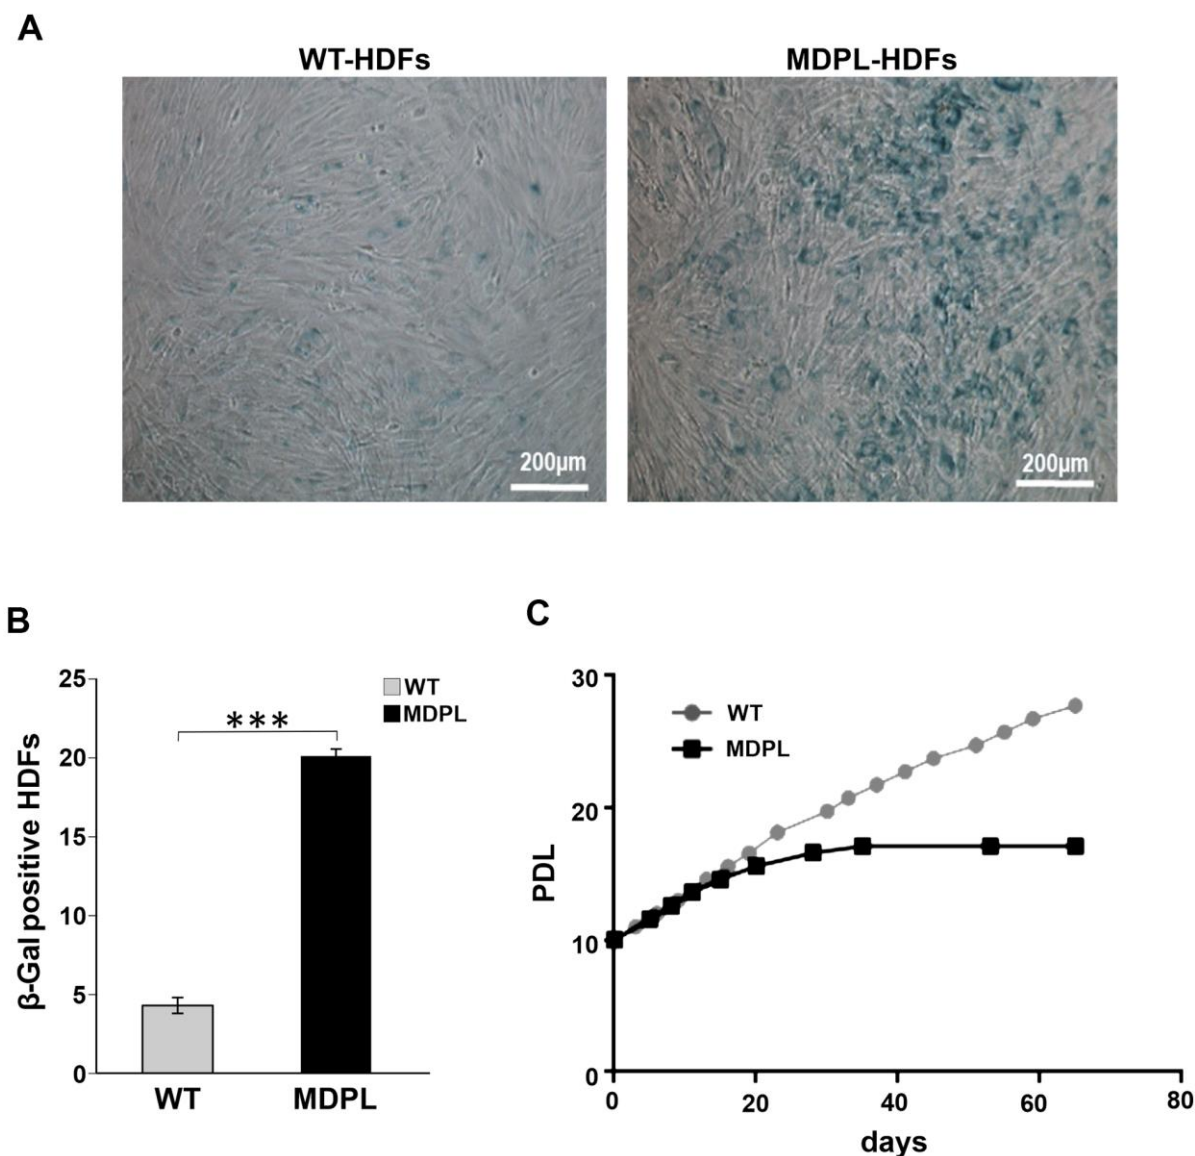 A
WT-HDFs MDPL-HDFs
200µm 200µm
B
C
β-Gal positive HDFs
25
20
15
10
5
0
***
WT
MDPL
WT MDPL
PDL
30
20
10
0
WT
MDPL
0 20 40 60 80
days